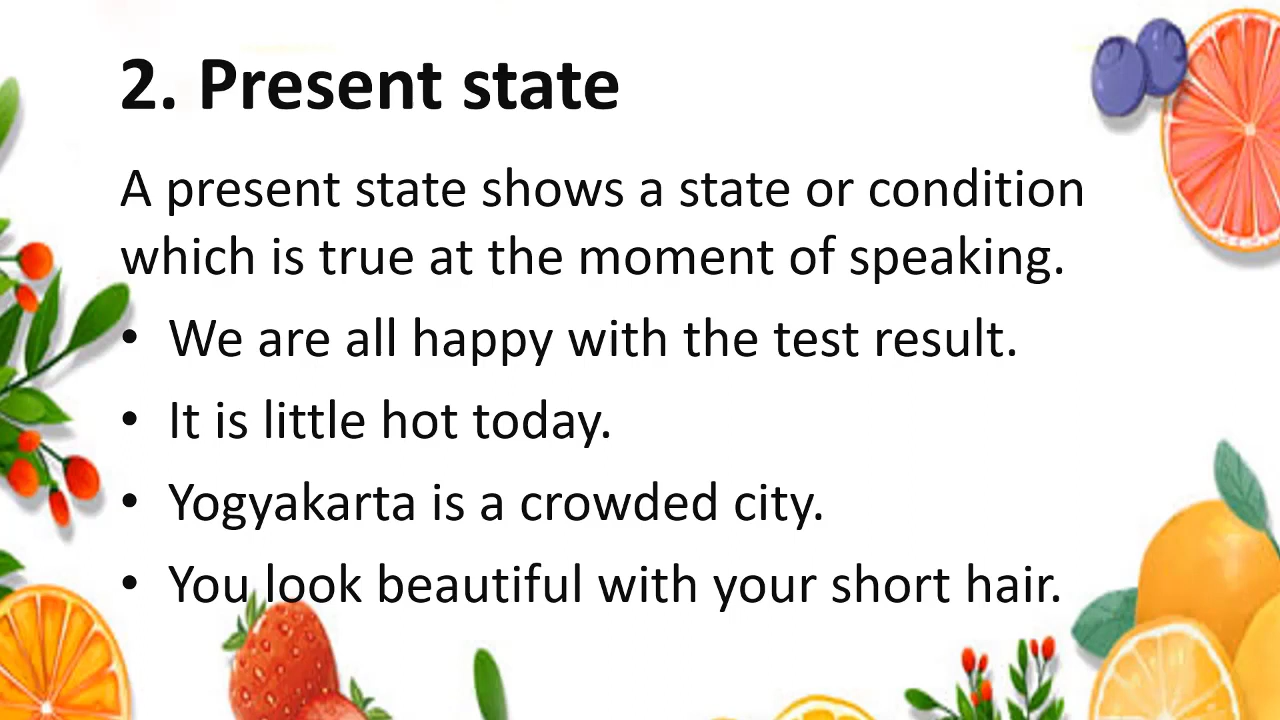 2. Present state
A present state shows a state or condition
which is true at the moment of speaking.
• We are all happy with the test result.
• It is little hot today.
• Yogyakarta is a crowded city.
• You look beautiful with your short hair.